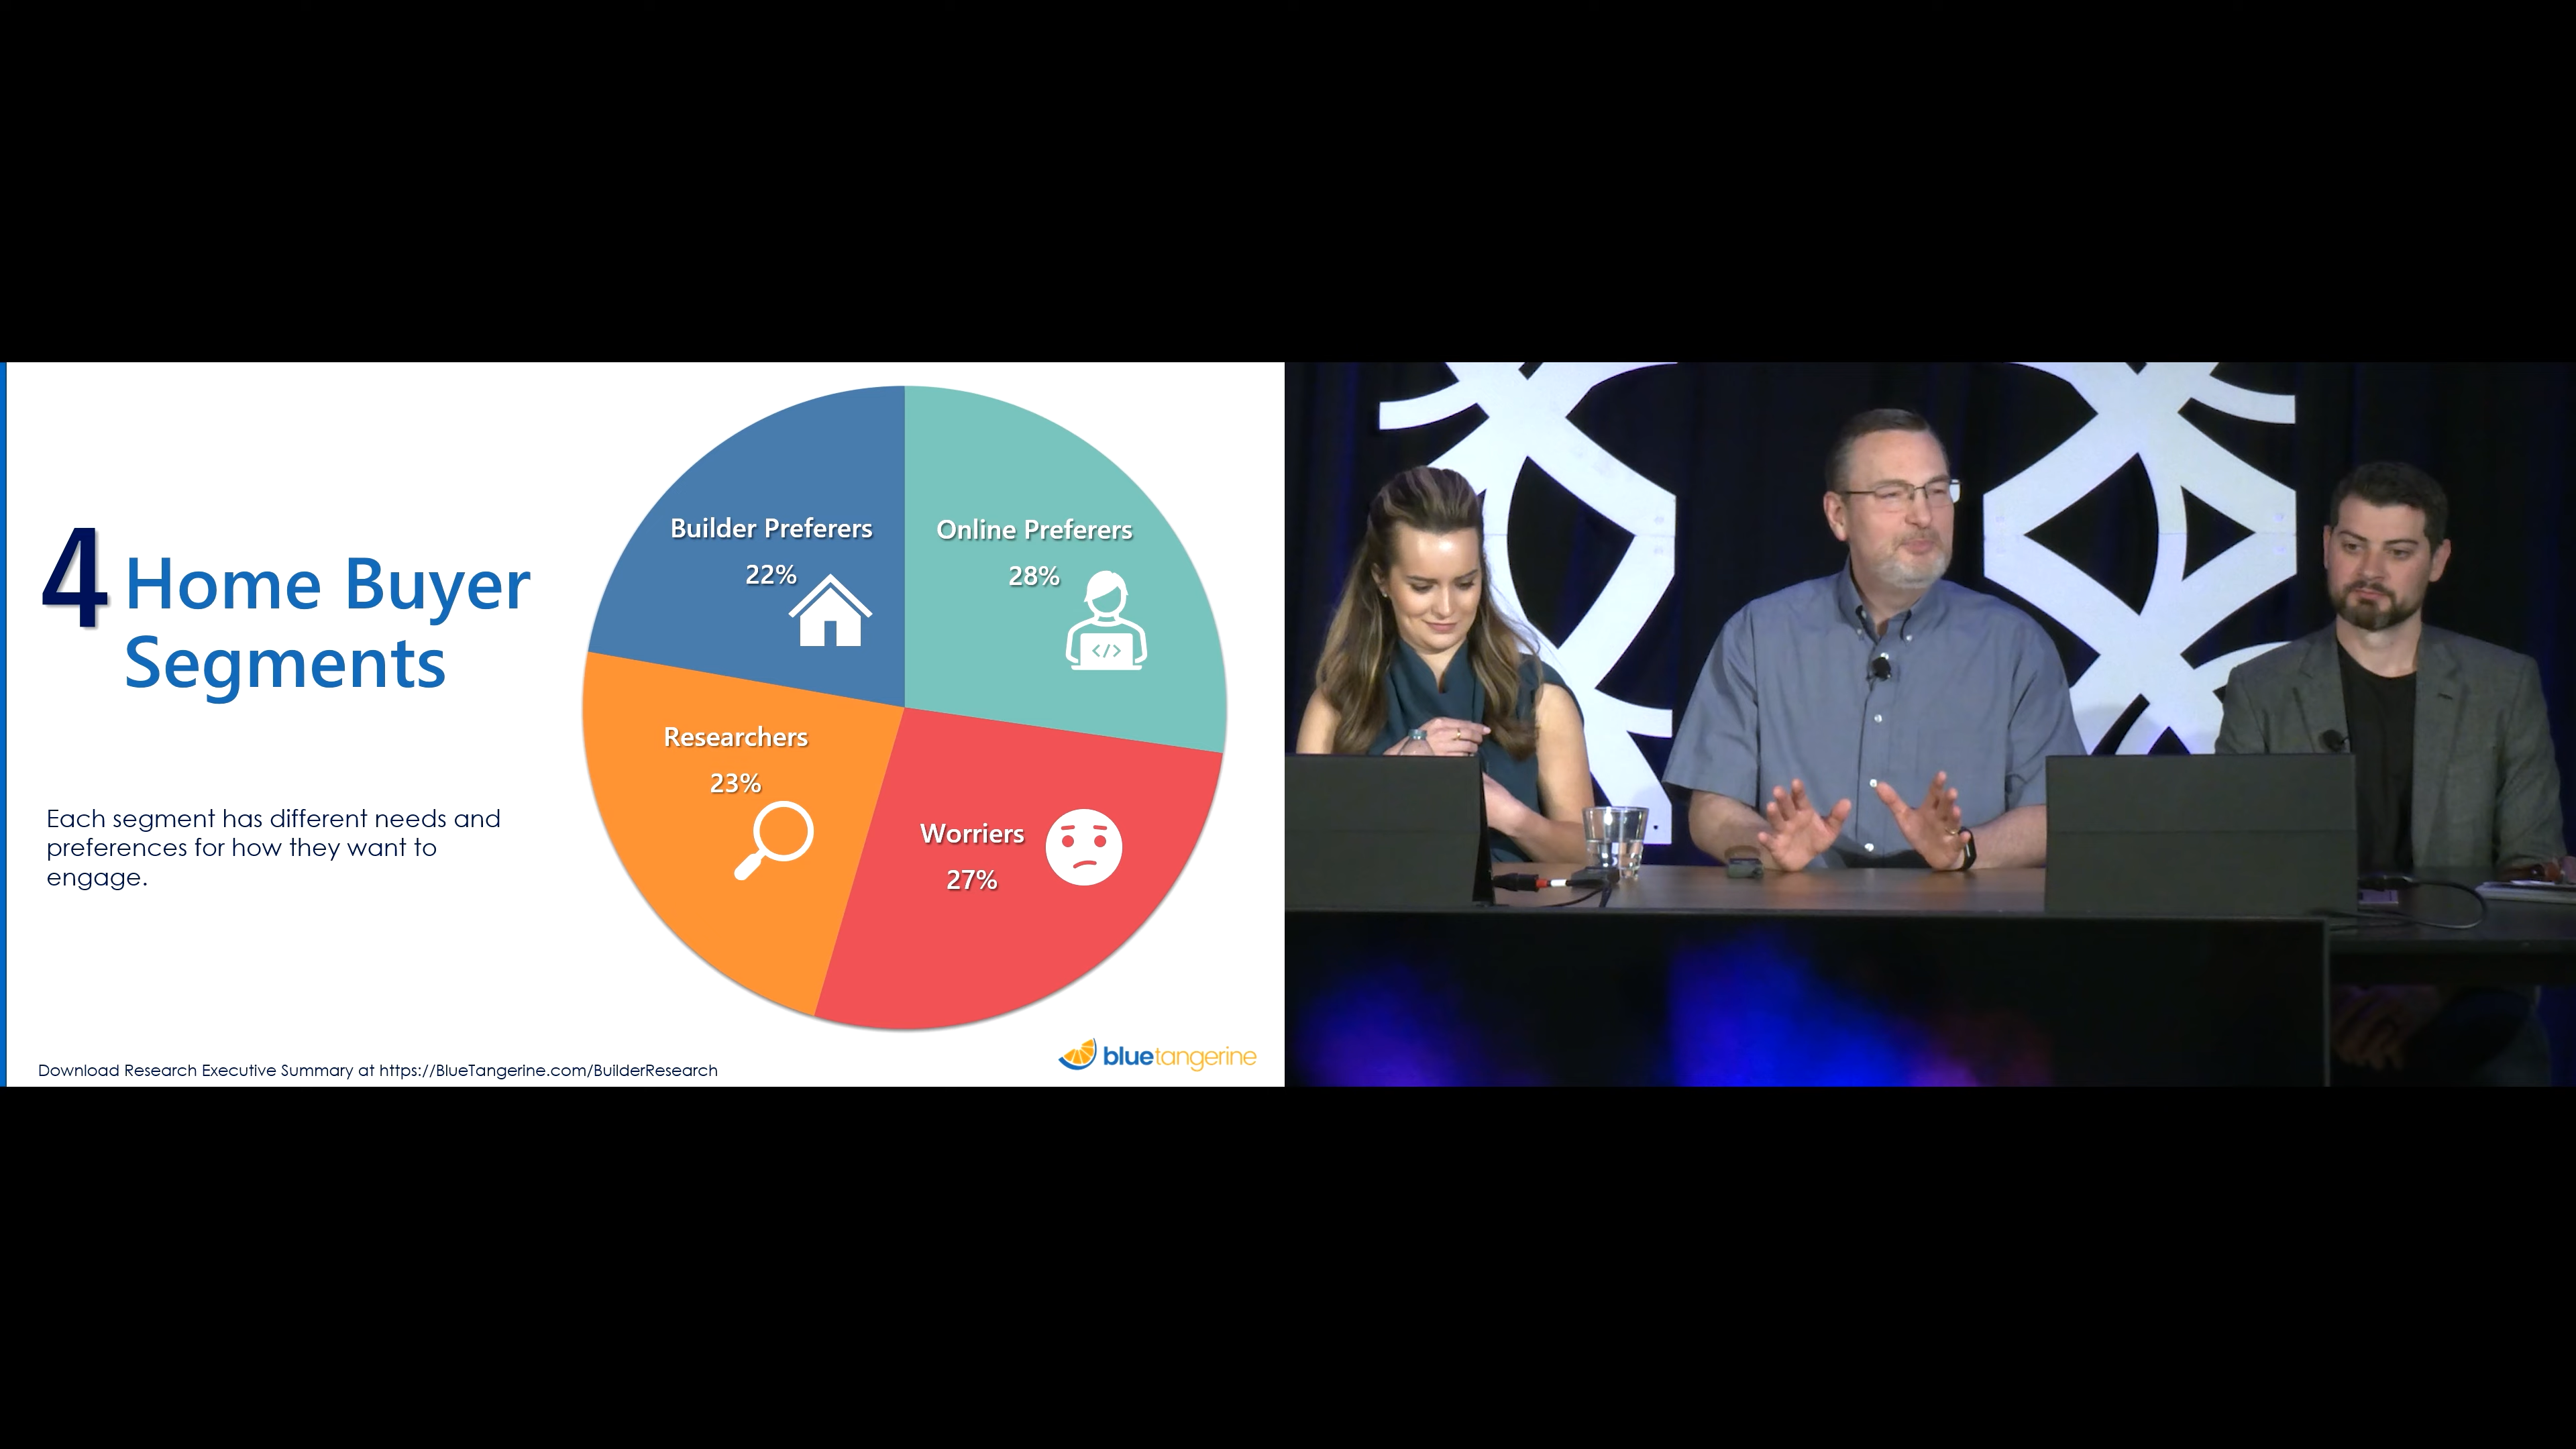 4 Home Buyer
Segments
Each segment has different needs and
preferences for how they want to
engage.
Builder Preferers
22%
Online Preferers
28%
</>
Researchers
23%
Worriers
27%
Download Research Executive Summary at https://BlueTangerine.com/BuilderResearch
bluetangerine